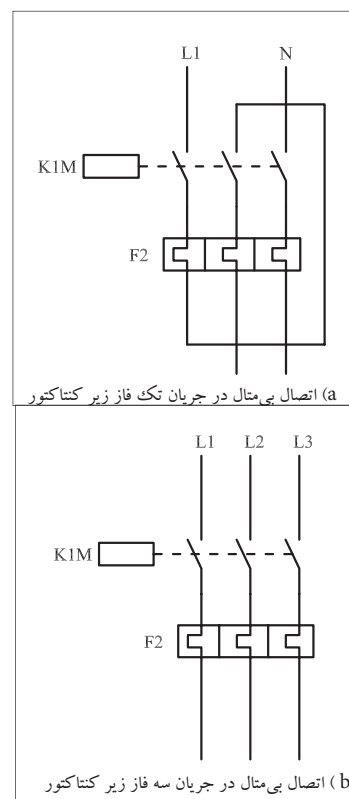 L1 N
K1M
F2
a) اتصال بی‌متال در جریان تک فاز زیر کنتاکتور
L1 L2 L3
K1M
F2
b) اتصال بی‌متال در جریان سه فاز زیر کنتاکتور